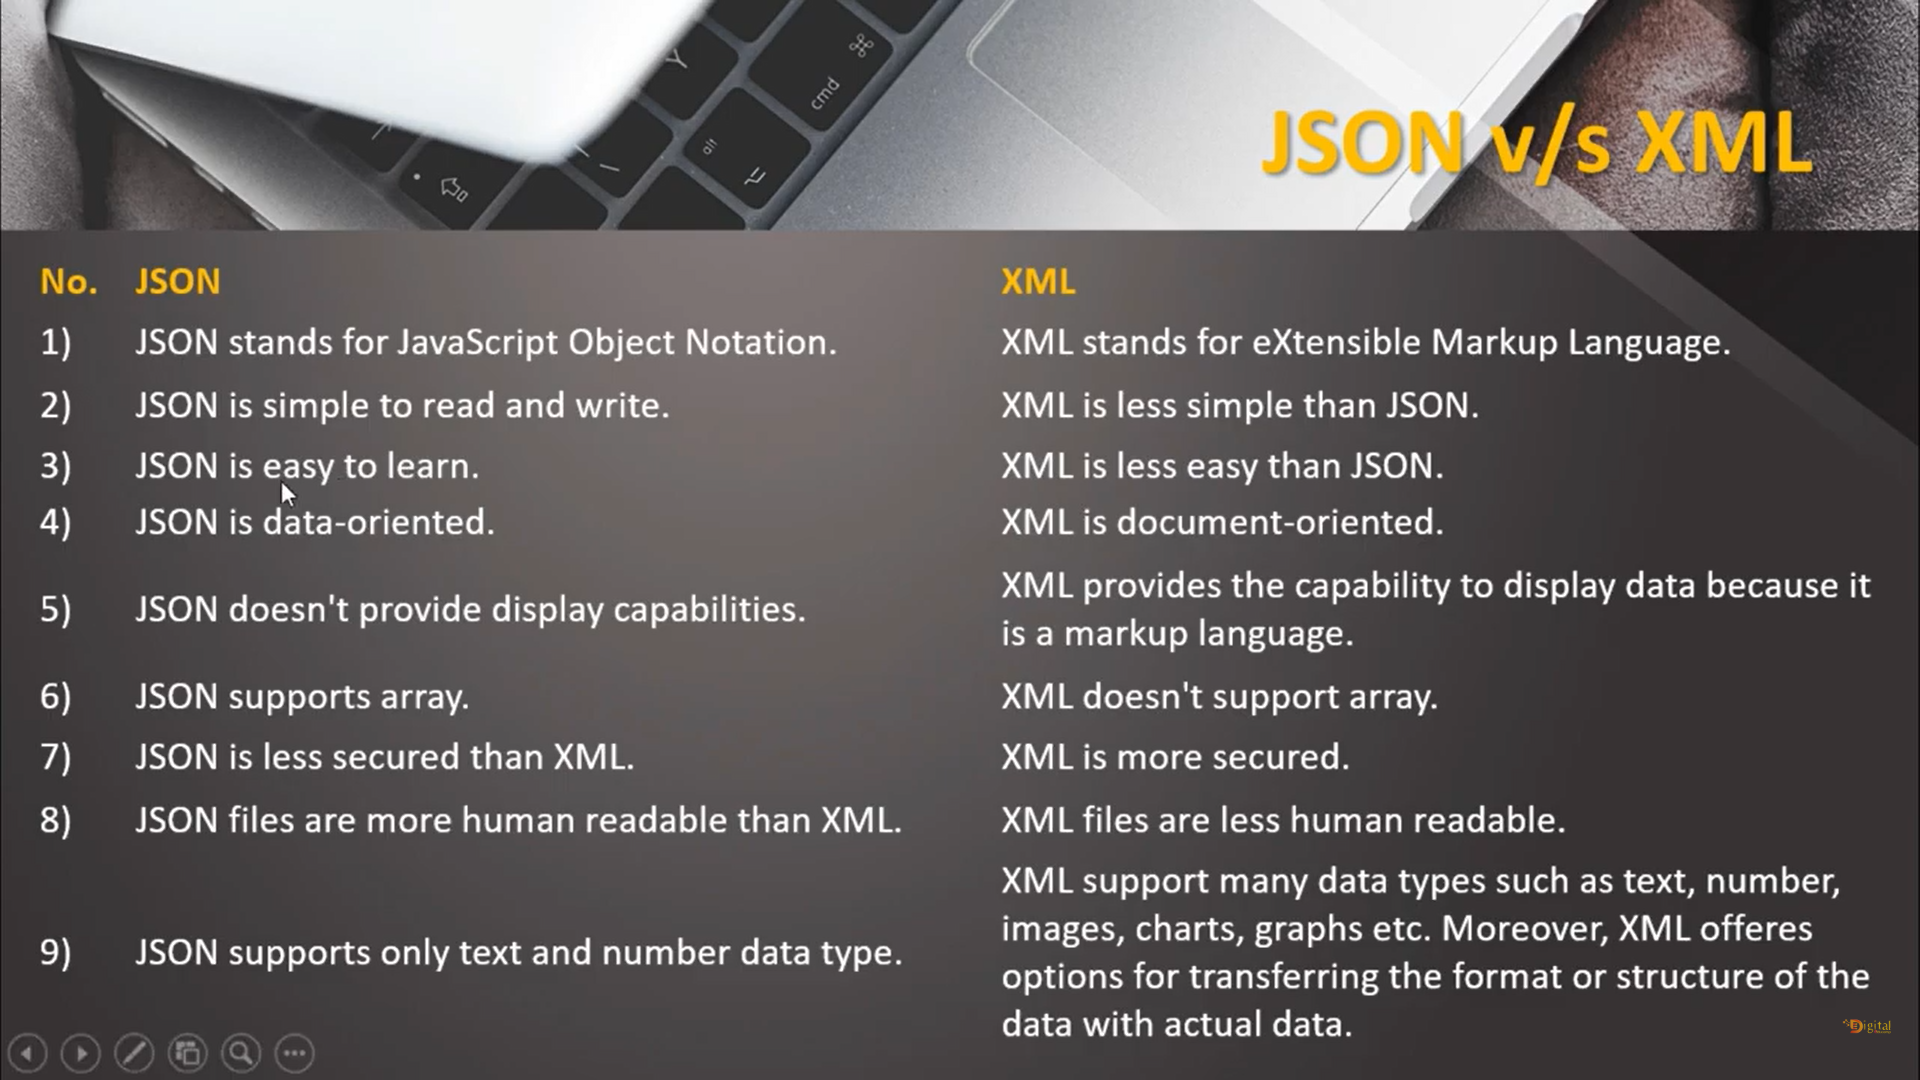 cmd
alt
JSON v/s XML
No. JSON XML
1) JSON stands for JavaScript Object Notation. XML stands for eXtensible Markup Language.
2) JSON is simple to read and write. XML is less simple than JSON.
3) JSON is easy to learn. XML is less easy than JSON.
4) JSON is data-oriented. XML is document-oriented.
5) JSON doesn't provide display capabilities. XML provides the capability to display data because it
is a markup language.
6) JSON supports array. XML doesn't support array.
7) JSON is less secured than XML. XML is more secured.
8) JSON files are more human readable than XML. XML files are less human readable.
9) JSON supports only text and number data type. XML support many data types such as text, number,
images, charts, graphs etc. Moreover, XML offeres
options for transferring the format or structure of the
data with actual data.
Digital